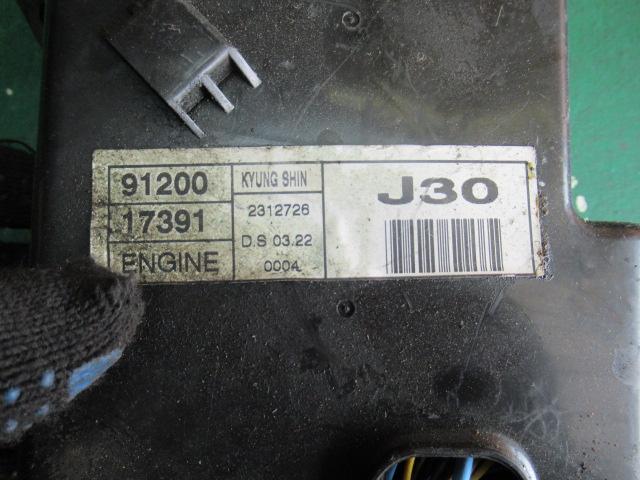 91200
17391
ENGINE
KYUNG SHIN
2312726
D.S 03.22
0004
J30